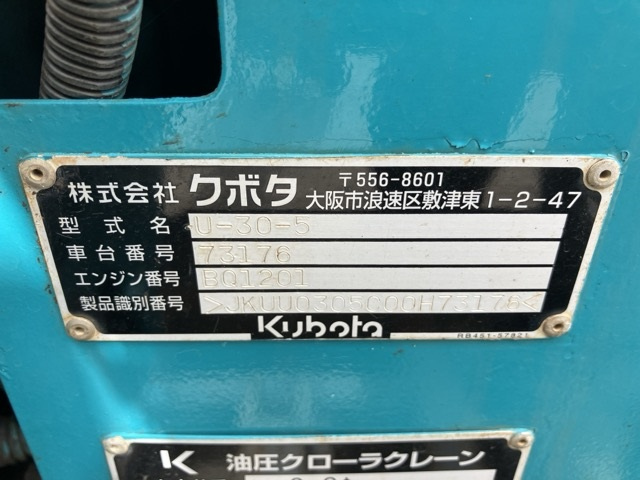 株式会社 クボタ 〒556-8601
大阪市浪速区敷津東1-2-47
型式名 U-30-5
車台番号 73176
エンジン番号 BQ1201
製品識別番号 >JKUU0305C00H73176<
Kubota
RB451-57821
K 油圧クローラクレーン